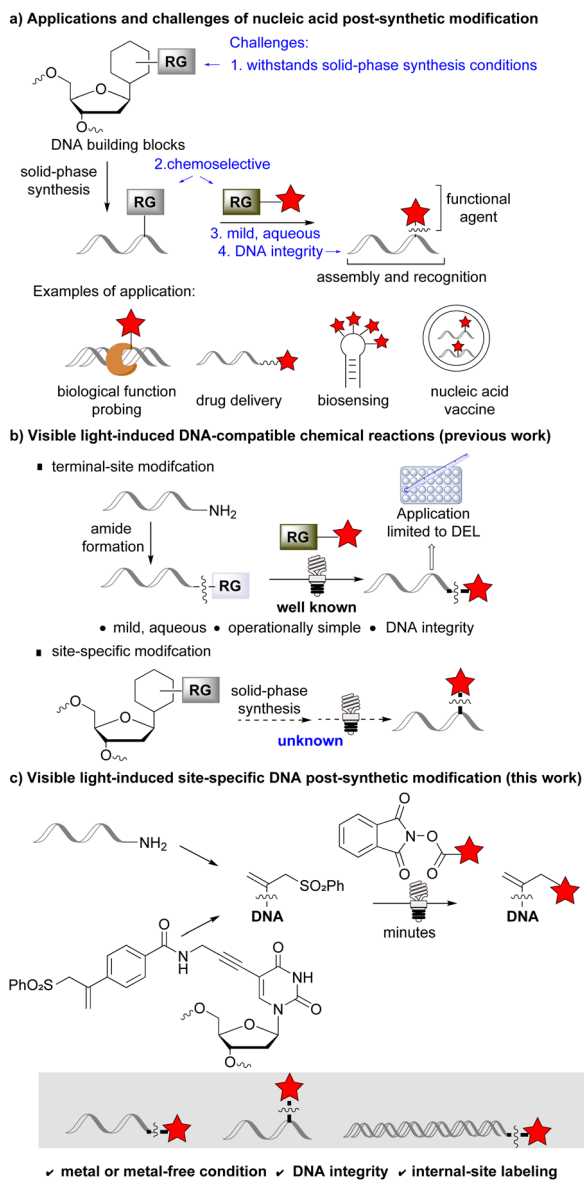 a) Applications and challenges of nucleic acid post-synthetic modification
Challenges:
RG
1. withstands solid-phase synthesis conditions
O
O
O
DNA building blocks
solid-phase
synthesis
2.chemoselective
RG
RG
3. mild, aqueous
4. DNA integrity
functional
agent
assembly and recognition
Examples of application:
biological function
probing
drug delivery
biosensing
nucleic acid
vaccine
b) Visible light-induced DNA-compatible chemical reactions (previous work)
terminal-site modifcation
NH2
amide
formation
RG
RG
well known
Application
limited to DEL
• mild, aqueous • operationally simple • DNA integrity
site-specific modifcation
RG
O
O
O
solid-phase
synthesis
unknown
c) Visible light-induced site-specific DNA post-synthetic modification (this work)
NH2
SO2Ph
DNA
O
N
O
O
O
minutes
DNA
O
N
H
PhO2S
O
NH
N
O
O
O
O
✔ metal or metal-free condition ✔ DNA integrity ✔ internal-site labeling